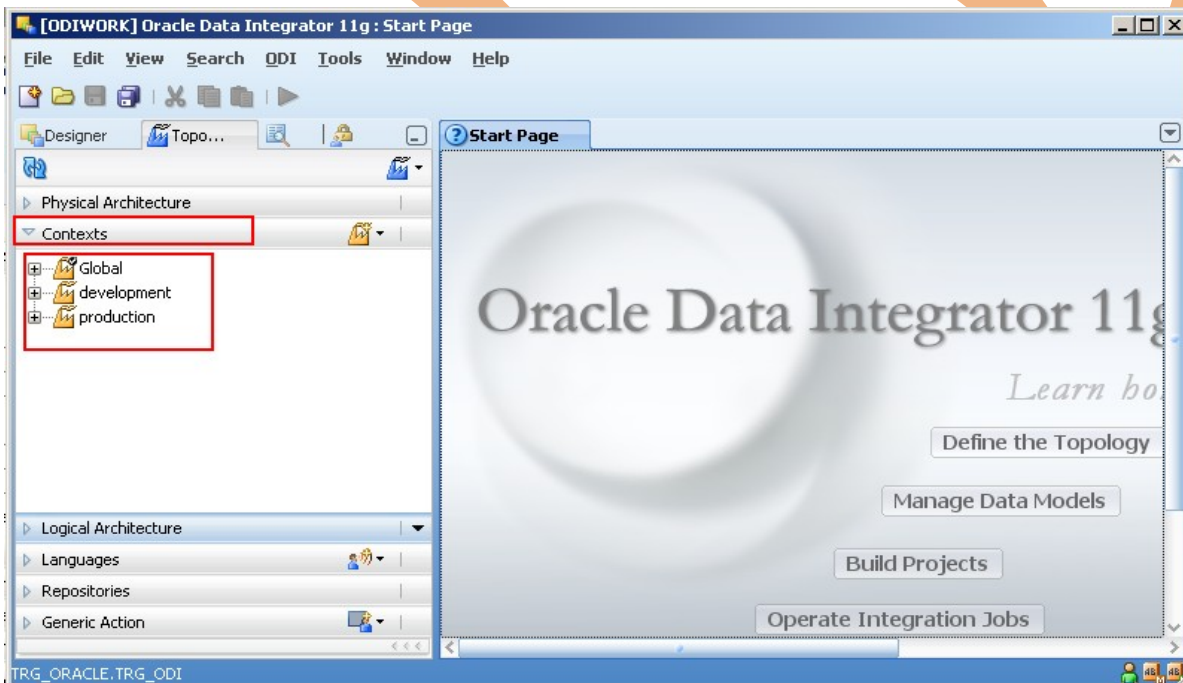 [ODIWORK] Oracle Data Integrator 11g : Start Page
File Edit View Search ODI Tools Window Help
Designer Topo... Start Page
Physical Architecture
Contexts
Global
development
production
Oracle Data Integrator 11g
Learn ho
Define the Topology
Manage Data Models
Logical Architecture
Languages
Build Projects
Repositories
Generic Action
Operate Integration Jobs
TRG_ORACLE.TRG_ODI